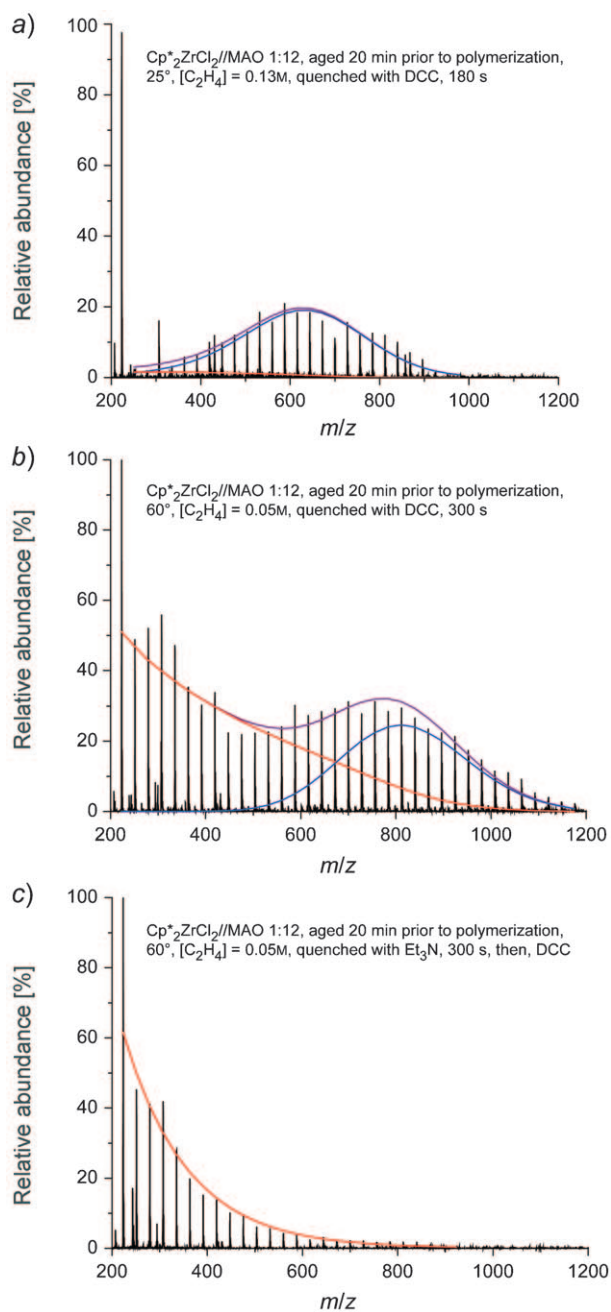 a)
Cp*2ZrCl2//MAO 1:12, aged 20 min prior to polymerization,
25°, [C2H4] = 0.13M, quenched with DCC, 180 s
Relative abundance [%]
100
80
60
40
20
0
200 400 600 800 1000 1200
m/z
b)
Cp*2ZrCl2//MAO 1:12, aged 20 min prior to polymerization,
60°, [C2H4] = 0.05M, quenched with DCC, 300 s
Relative abundance [%]
100
80
60
40
20
0
200 400 600 800 1000 1200
m/z
c)
Cp*2ZrCl2//MAO 1:12, aged 20 min prior to polymerization,
60°, [C2H4] = 0.05M, quenched with Et3N, 300 s, then, DCC
Relative abundance [%]
100
80
60
40
20
0
200 400 600 800 1000 1200
m/z